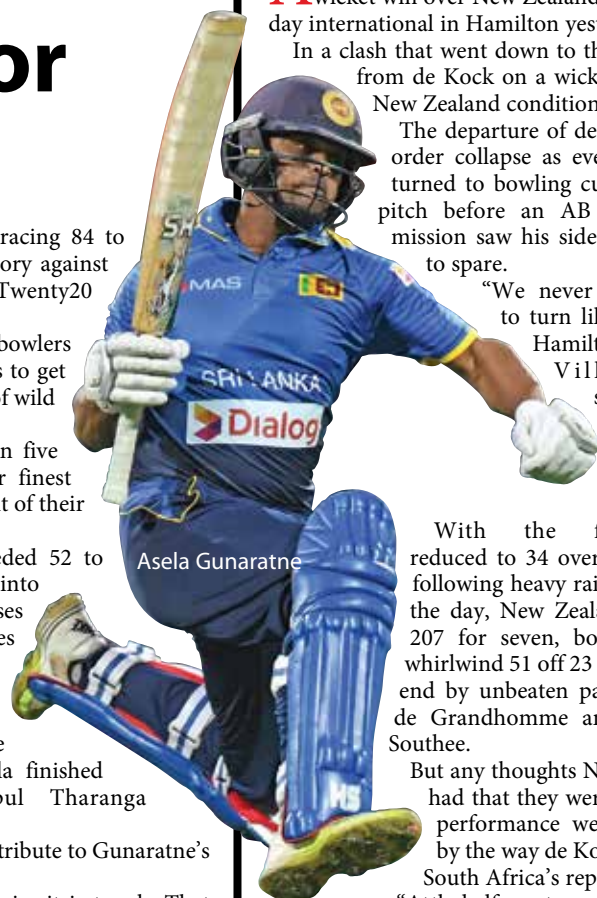 or
racing 84 to
ory against
Twenty20
bowlers
s to get
of wild
n five
r finest
t of their
eded 52 to
into
ses
es
e
la finished
pul Tharanga
tribute to Gunaratne’s
SH
MAS
SRI LANKA
Dialog
Asela Gunaratne
HS
wicket win over New Zealand
day international in Hamilton yes
In a clash that went down to th
from de Kock on a wick
New Zealand condition
The departure of de
order collapse as eve
turned to bowling cu
pitch before an AB
mission saw his side
to spare.
“We never
to turn li
Hamilt
Vill
s
With the f
reduced to 34 over
following heavy rai
the day, New Zeal
207 for seven, bo
whirlwind 51 off 23
end by unbeaten pa
de Grandhomme an
Southee.
But any thoughts N
had that they wer
performance we
by the way de Ko
South Africa’s rep